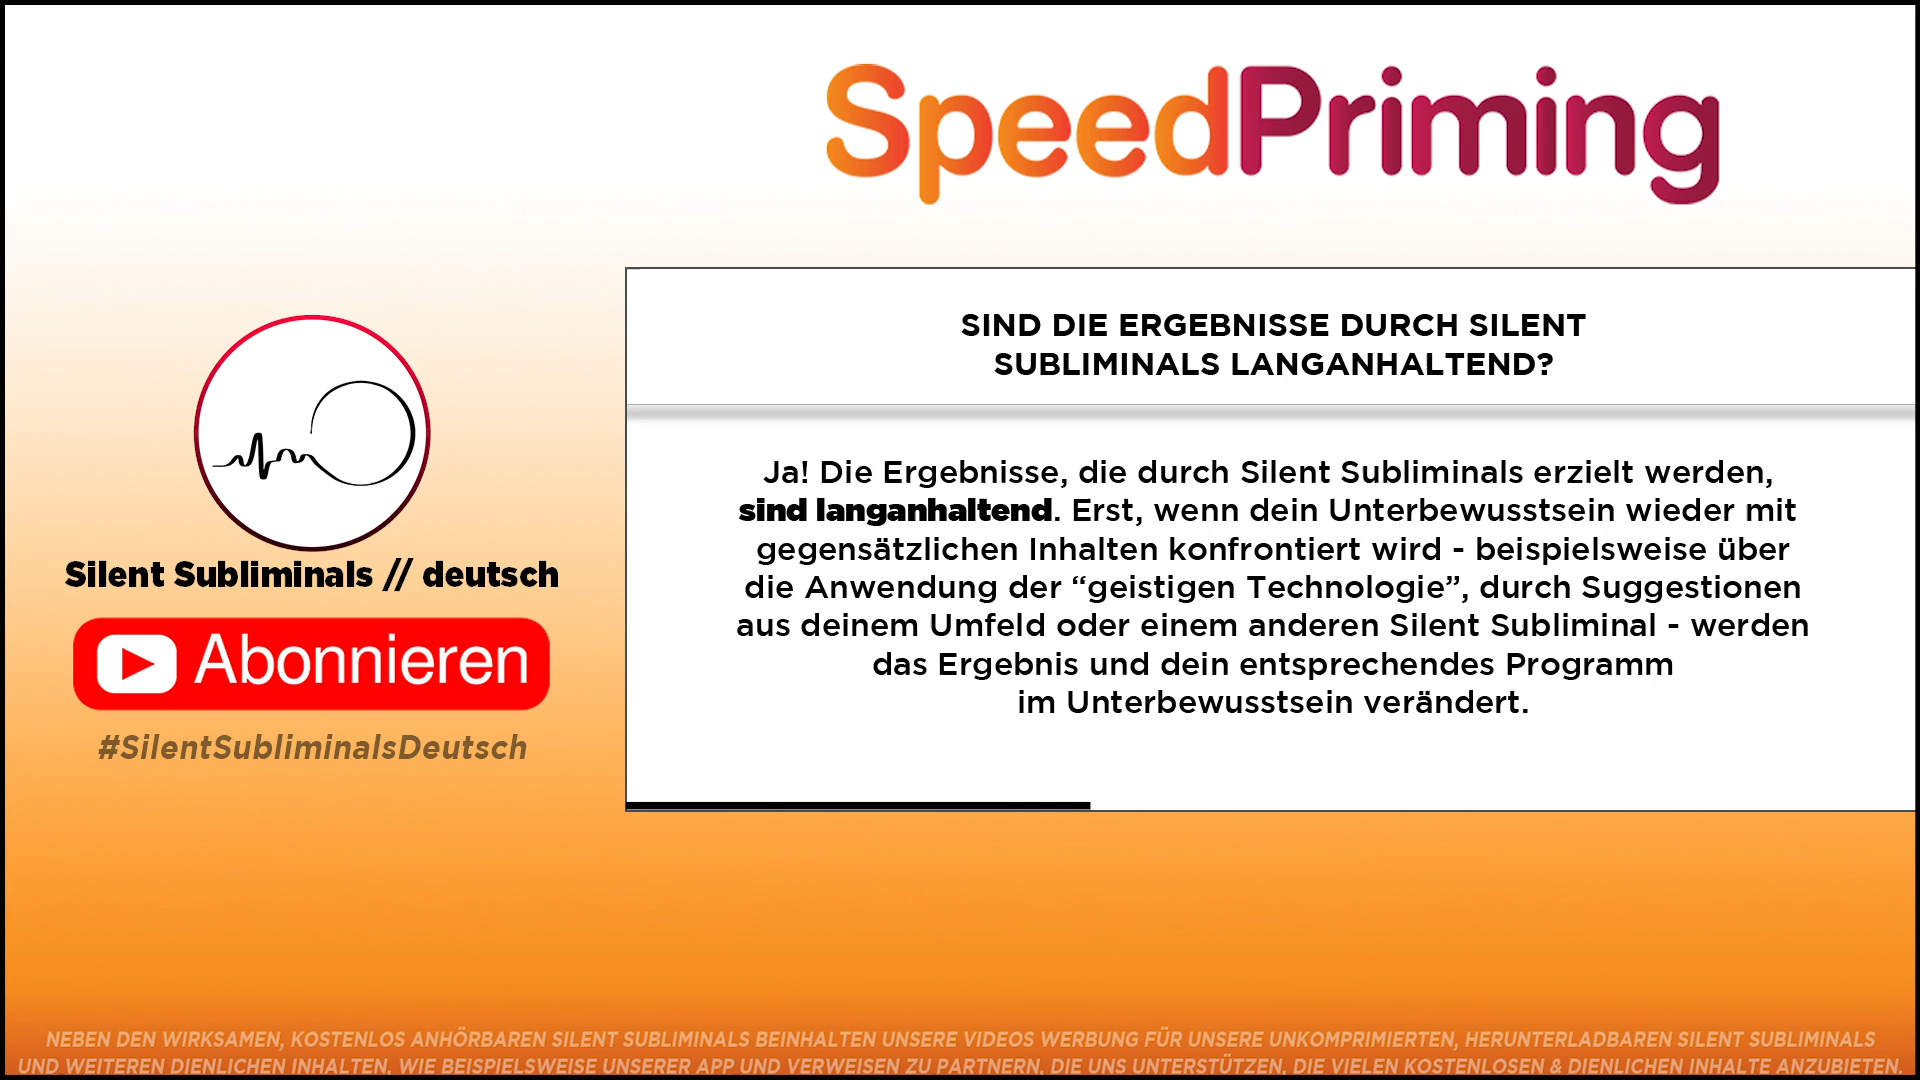 SpeedPriming
SIND DIE ERGEBNISSE DURCH SILENT
SUBLIMINALS LANGANHALTEND?
Ja! Die Ergebnisse, die durch Silent Subliminals erzielt werden,
sind langanhaltend. Erst, wenn dein Unterbewusstsein wieder mit
gegensätzlichen Inhalten konfrontiert wird - beispielsweise über
die Anwendung der “geistigen Technologie”, durch Suggestionen
aus deinem Umfeld oder einem anderen Silent Subliminal - werden
das Ergebnis und dein entsprechendes Programm
im Unterbewusstsein verändert.
Silent Subliminals // deutsch
Abonnieren
#SilentSubliminalsDeutsch
NEBEN DEN WIRKSAMEN, KOSTENLOS ANHÖRBAREN SILENT SUBLIMINALS BEINHALTEN UNSERE VIDEOS WERBUNG FÜR UNSERE UNKOMPRIMIERTEN, HERUNTERLADBAREN SILENT SUBLIMINALS
UND WEITEREN DIENLICHEN INHALTEN, WIE BEISPIELSWEISE UNSERER APP UND VERWEISEN ZU PARTNERN, DIE UNS UNTERSTÜTZEN, DIE VIELEN KOSTENLOSEN & DIENLICHEN INHALTE ANZUBIETEN.